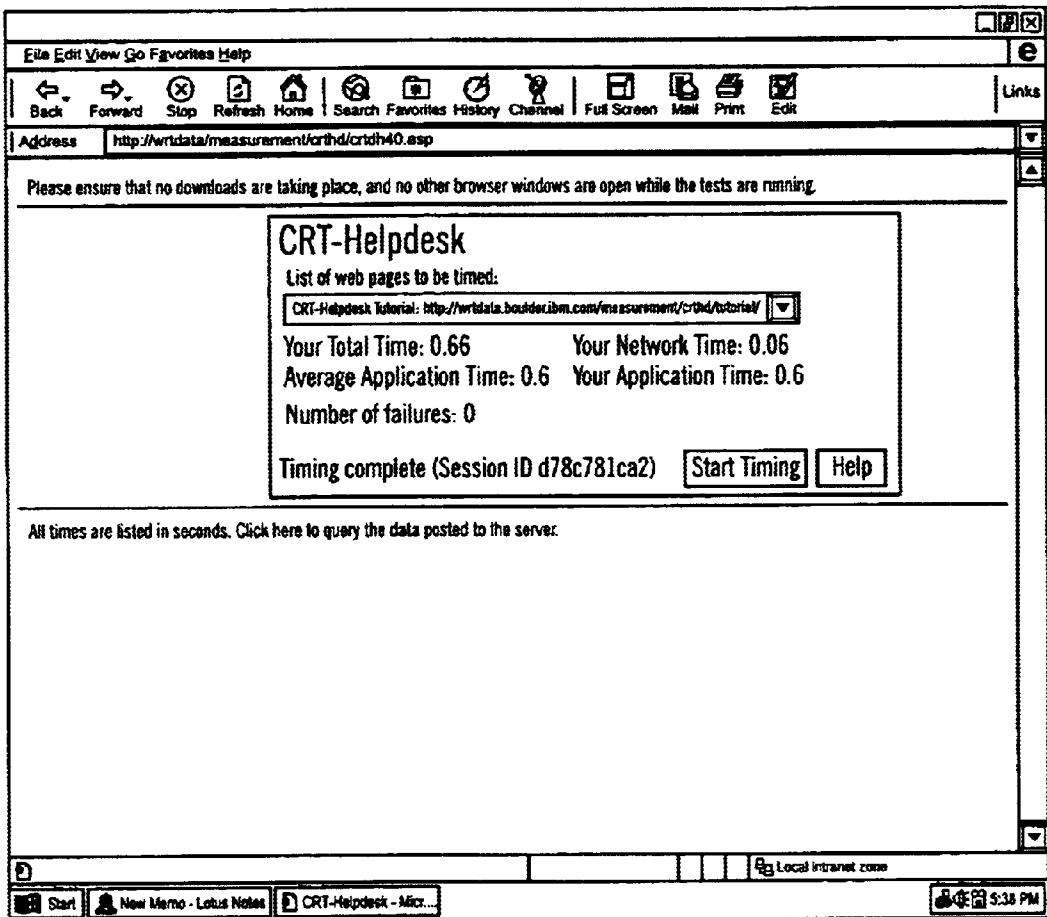 File Edit View Go Favorites Help
Back Forward Stop Refresh Home Search Favorites History Channel Full Screen Mail Print Edit Links
Address http://wrtdata/measurement/crthd/crtdh40.asp
Please ensure that no downloads are taking place, and no other browser windows are open while the tests are running.
CRT-Helpdesk
List of web pages to be timed:
CRT-Helpdesk Tutorial: http://wrtdata.boulder.ibm.com/measurement/crthd/tutorial/
Your Total Time: 0.66 Your Network Time: 0.06
Average Application Time: 0.6 Your Application Time: 0.6
Number of failures: 0
Timing complete (Session ID d78c781ca2) Start Timing Help
All times are listed in seconds. Click here to query the data posted to the server.
Local intranet zone
Start New Memo - Lotus Notes CRT-Helpdesk - Micr.... 5:38 PM